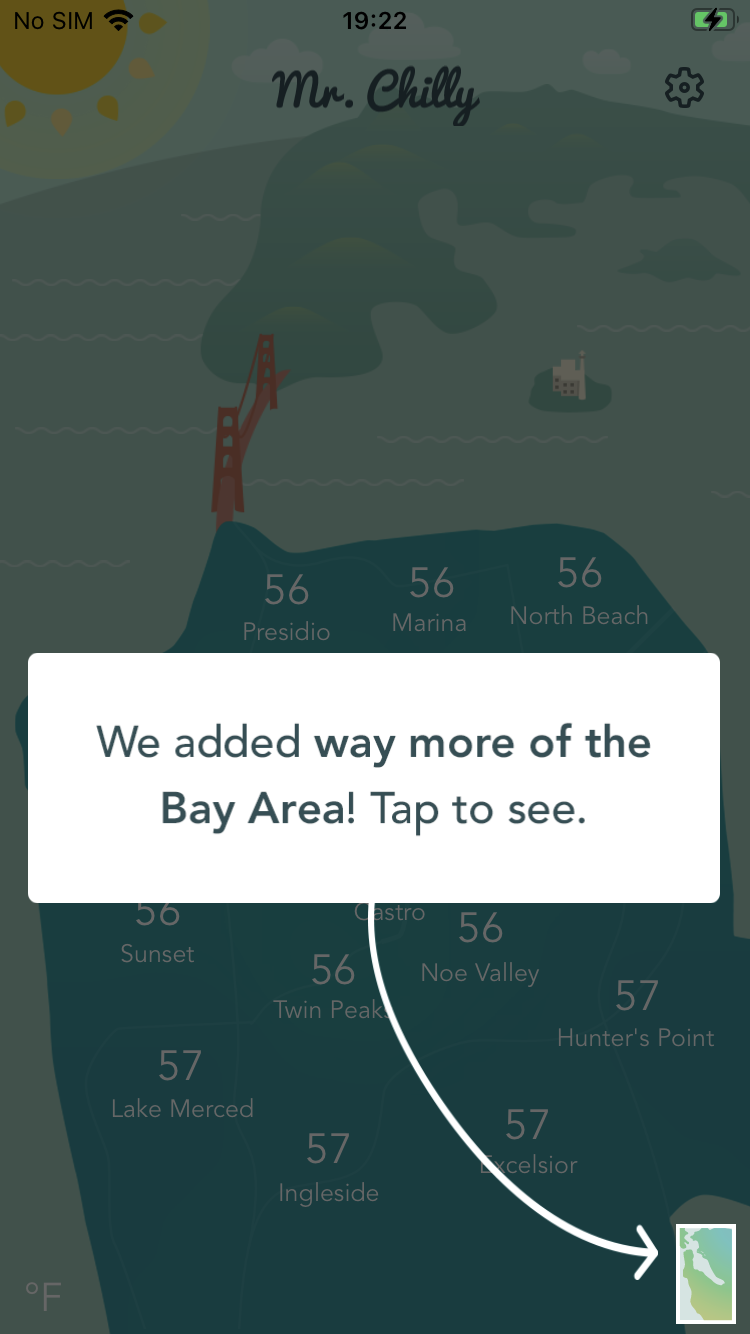 No SIM
19:22
Mr. Chilly
56
Presidio
56
Marina
56
North Beach
We added way more of the
Bay Area! Tap to see.
56
Sunset
Castro
56
Noe Valley
56
Twin Peaks
57
Hunter's Point
57
Lake Merced
57
Ingleside
57
Excelsior
°F